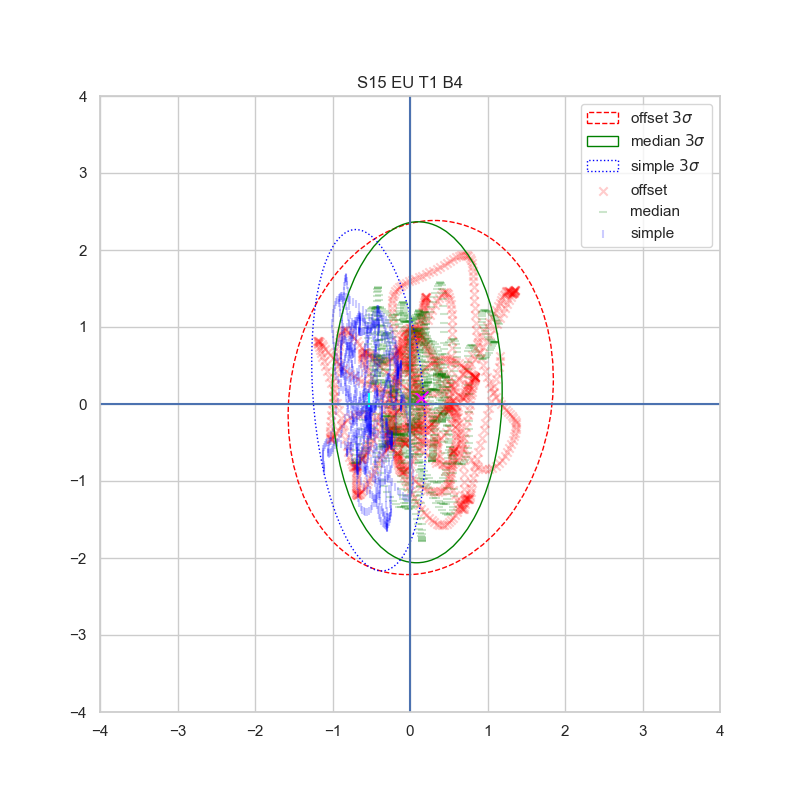 S15 EU T1 B4
offset 3σ
median 3σ
simple 3σ
offset
median
simple
4
3
2
1
0
−1
−2
−3
−4
−4 −3 −2 −1 0 1 2 3 4